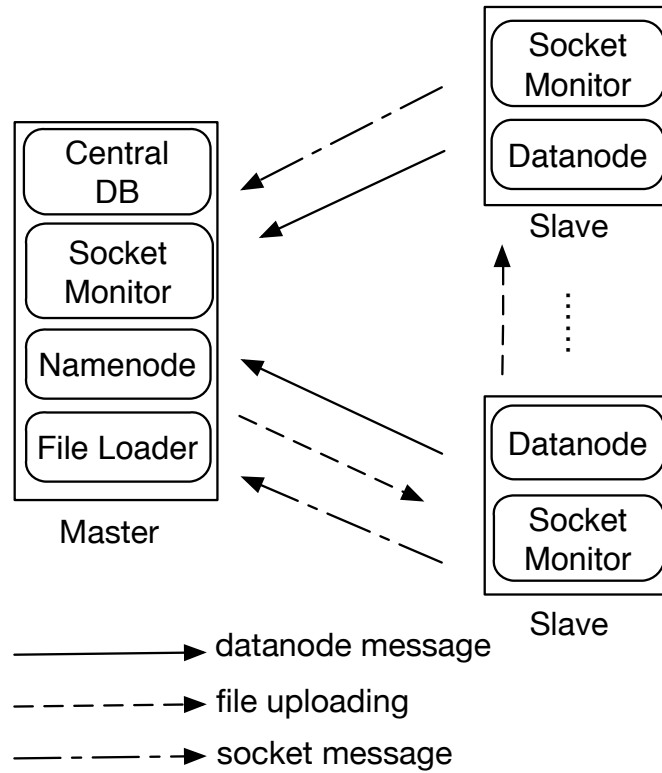 Central
DB
Socket
Monitor
Namenode
File Loader
Master
Socket
Monitor
Datanode
Slave
Datanode
Socket
Monitor
Slave
datanode message
file uploading
socket message